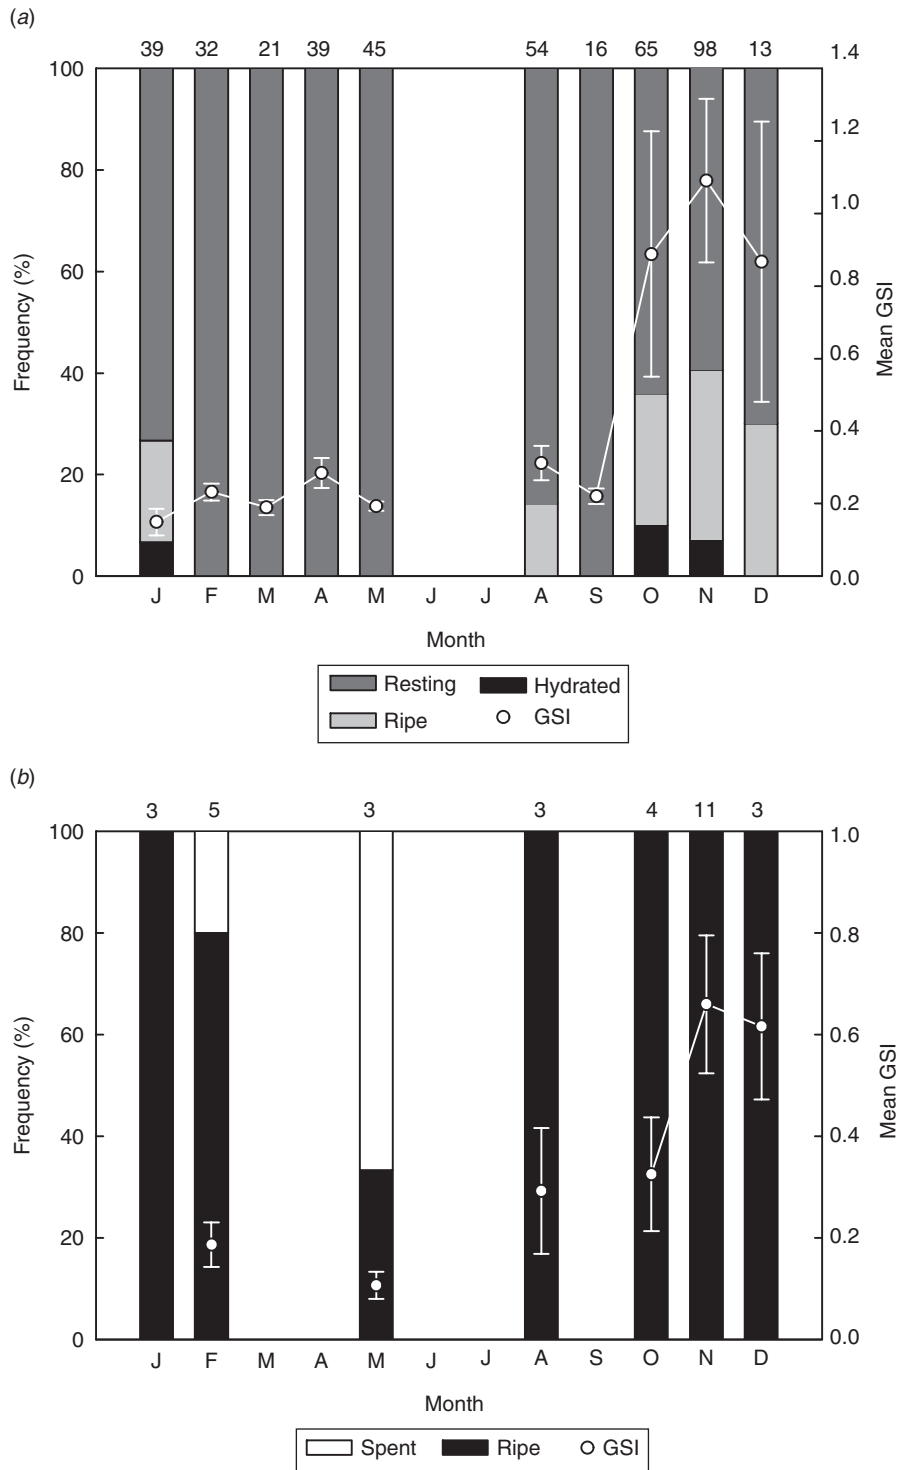 (a)
39 32 21 39 45 54 16 65 98 13
100 80 60 40 20 0
Frequency (%)
1.4 1.2 1.0 0.8 0.6 0.4 0.2 0.0
Mean GSI
J F M A M J J A S O N D
Month
Resting Hydrated
Ripe GSI
(b)
3 5 3 3 4 11 3
100 80 60 40 20 0
Frequency (%)
1.0 0.8 0.6 0.4 0.2 0.0
Mean GSI
J F M A M J J A S O N D
Month
Spent Ripe GSI